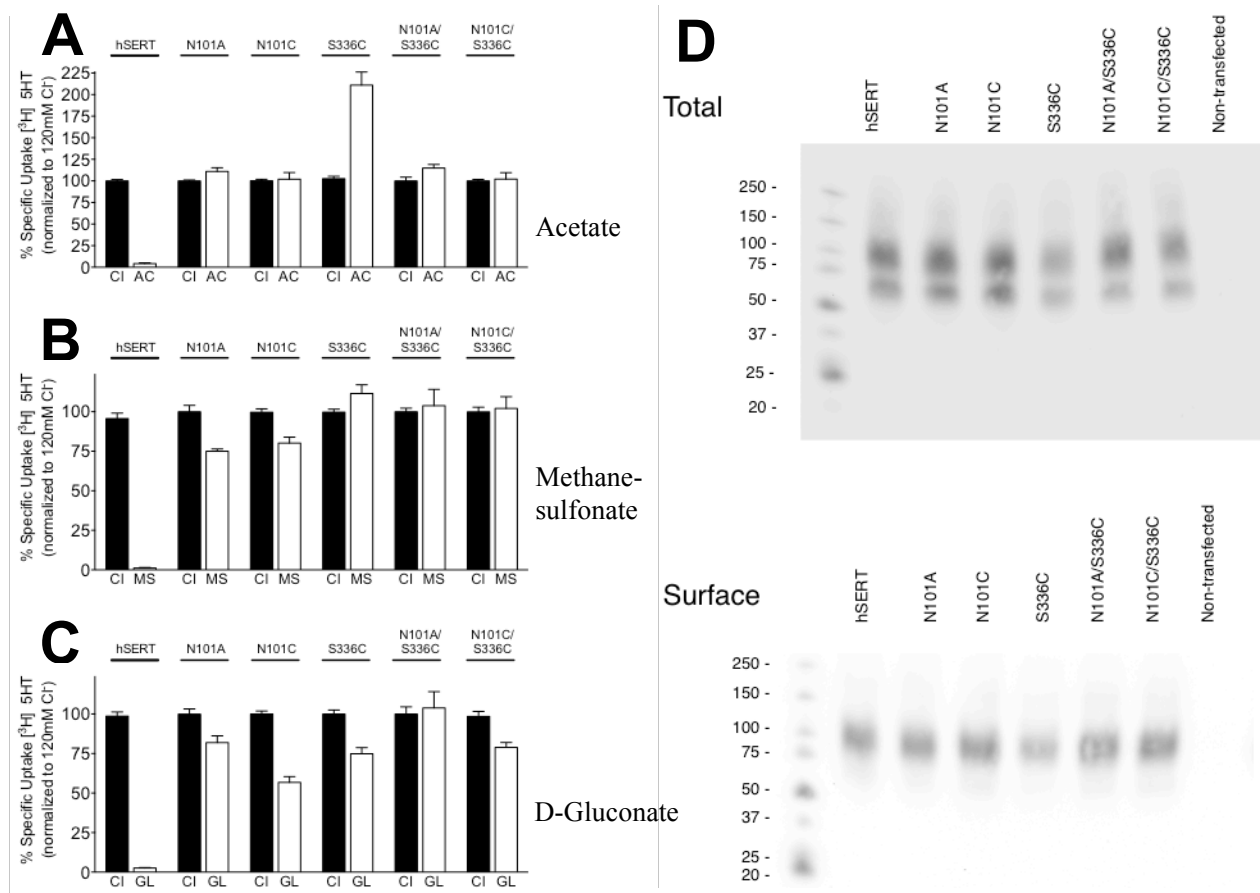 A
hSERT N101A N101C S336C N101A/ S336C N101C/ S336C
% Specific Uptake [³H] 5HT
(normalized to 120mM Cl⁻)
225
200
175
150
125
100
75
50
25
0
Cl AC Cl AC Cl AC Cl AC Cl AC Cl AC
Acetate
B
hSERT N101A N101C S336C N101A/ S336C N101C/ S336C
% Specific Uptake [³H] 5HT
(normalized to 120mM Cl⁻)
100
75
50
25
0
Cl MS Cl MS Cl MS Cl MS Cl MS Cl MS
Methane-
sulfonate
C
hSERT N101A N101C S336C N101A/ S336C N101C/ S336C
% Specific Uptake [³H] 5HT
(normalized to 120mM Cl⁻)
100
75
50
25
0
Cl GL Cl GL Cl GL Cl GL Cl GL Cl GL
D-Gluconate
D
Total
hSERT
N101A
N101C
S336C
N101A/S336C
N101C/S336C
Non-transfected
250 -
150 -
100 -
75 -
50 -
37 -
25 -
20 -
Surface
hSERT
N101A
N101C
S336C
N101A/S336C
N101C/S336C
Non-transfected
250 -
150 -
100 -
75 -
50 -
37 -
25 -
20 -